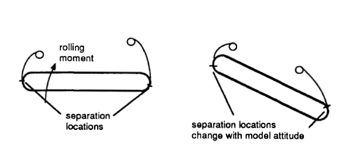 rolling
moment
separation
locations
separation locations
change with model attitude